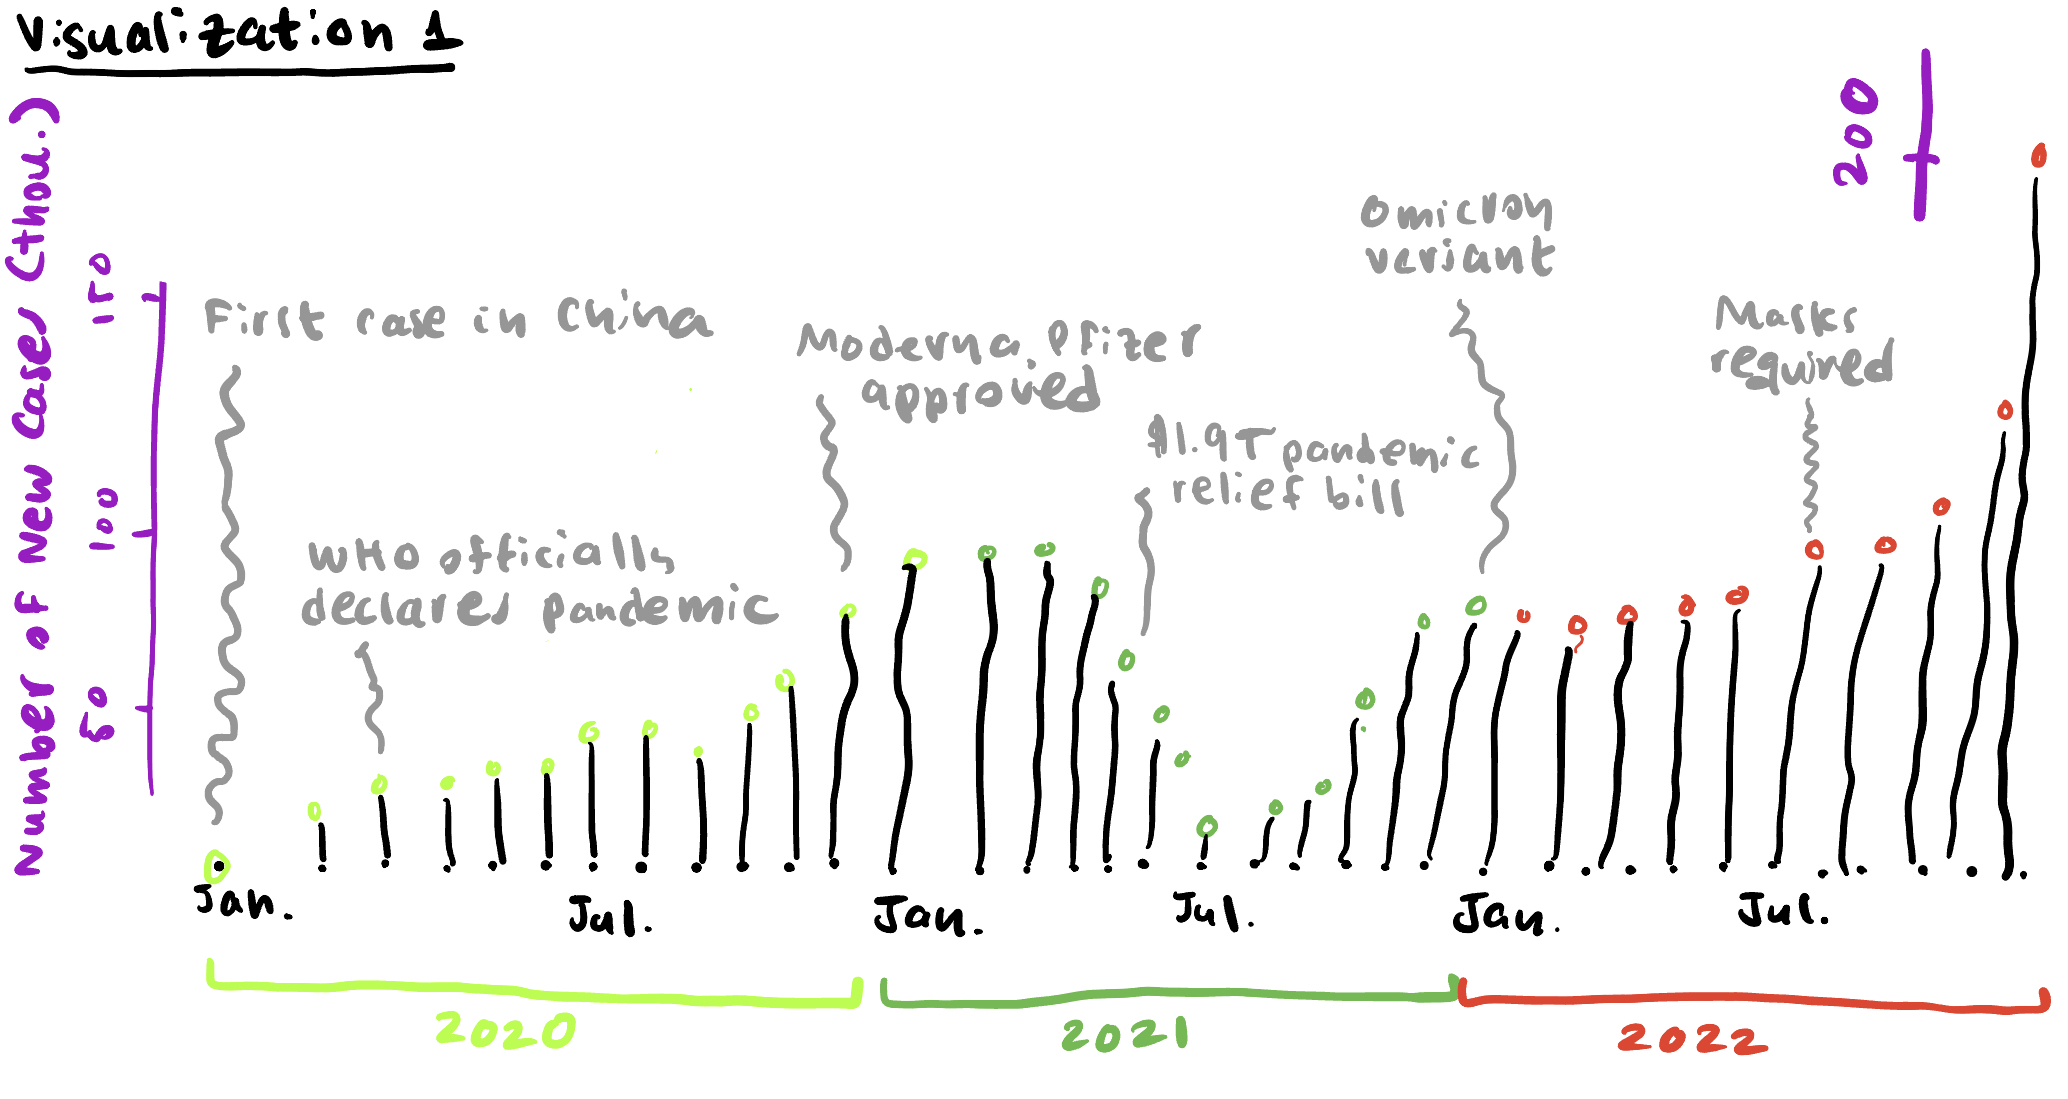 Visualization 1
Number of New Cases (thou.)
200
150
100
50
First case in China
WHO officially
declares pandemic
Moderna, Pfizer
approved
$1.9T pandemic
relief bill
Omicron
variant
Masks
required
Jan. Jul. Jan. Jul. Jan. Jul.
2020 2021 2022